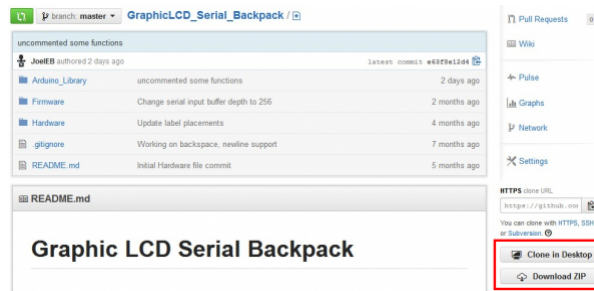 branch: master GraphicLCD_Serial_Backpack /
uncommented some functions
JoelEB authored 2 days ago latest commit e63f9e12d4
Arduino_Library uncommented some functions 2 days ago
Firmware Change serial input buffer depth to 256 2 months ago
Hardware Update label placements 4 months ago
.gitignore Working on backspace, newline support 7 months ago
README.md Initial Hardware file commit 5 months ago
README.md
Graphic LCD Serial Backpack
Pull Requests 0
Wiki
Pulse
Graphs
Network
Settings
HTTPS clone URL
https://github.com
You can clone with HTTPS, SSH
or Subversion.
Clone in Desktop
Download ZIP